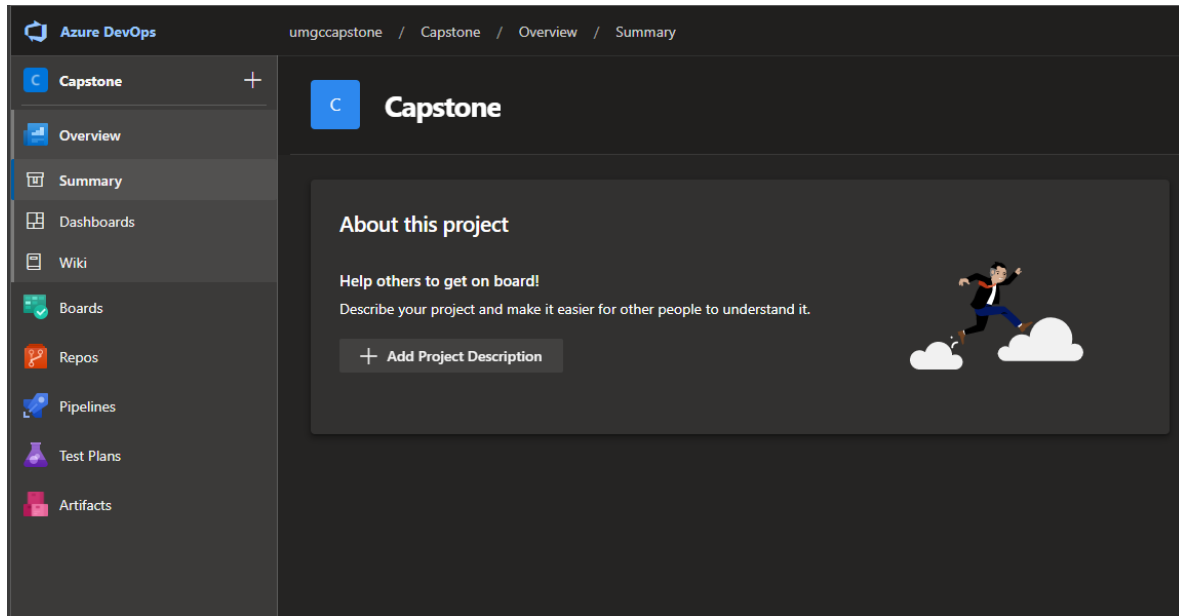 Azure DevOps
umgccapstone / Capstone / Overview / Summary
C Capstone +
Overview
Summary
Dashboards
Wiki
Boards
Repos
Pipelines
Test Plans
Artifacts
C Capstone
About this project
Help others to get on board!
Describe your project and make it easier for other people to understand it.
+ Add Project Description